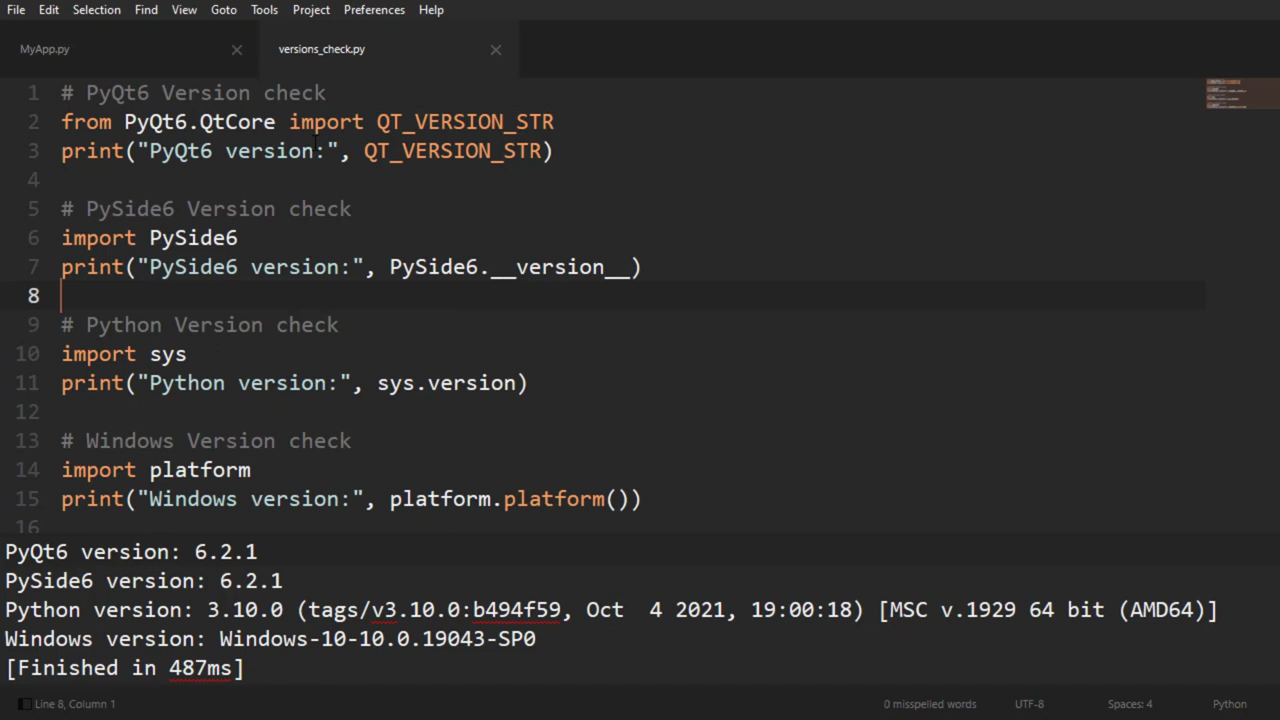 File Edit Selection Find View Goto Tools Project Preferences Help
MyApp.py versions_check.py
1 # PyQt6 Version check
2 from PyQt6.QtCore import QT_VERSION_STR
3 print("PyQt6 version:", QT_VERSION_STR)
4
5 # PySide6 Version check
6 import PySide6
7 print("PySide6 version:", PySide6.__version__)
8
9 # Python Version check
10 import sys
11 print("Python version:", sys.version)
12
13 # Windows Version check
14 import platform
15 print("Windows version:", platform.platform())
16
PyQt6 version: 6.2.1
PySide6 version: 6.2.1
Python version: 3.10.0 (tags/v3.10.0:b494f59, Oct  4 2021, 19:00:18) [MSC v.1929 64 bit (AMD64)]
Windows version: Windows-10-10.0.19043-SP0
[Finished in 487ms]
Line 8, Column 1 0 misspelled words UTF-8 Spaces: 4 Python